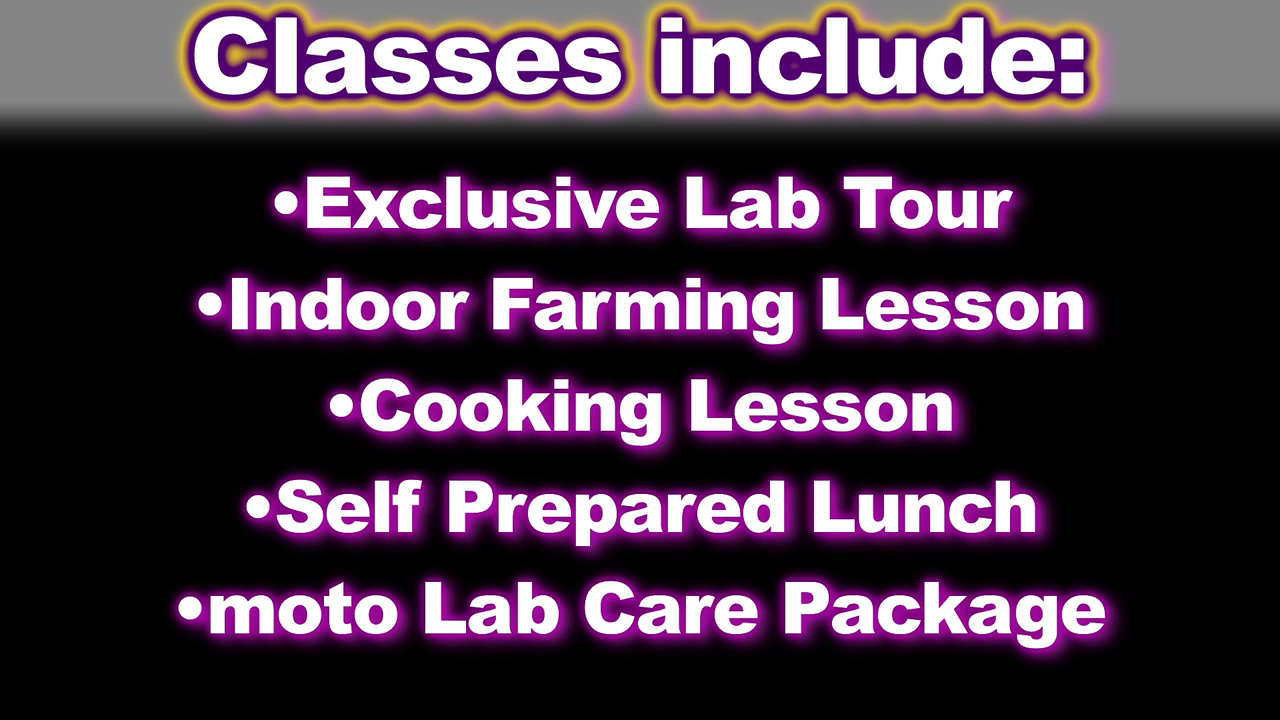 Classes include:
•Exclusive Lab Tour
•Indoor Farming Lesson
•Cooking Lesson
•Self Prepared Lunch
•moto Lab Care Package